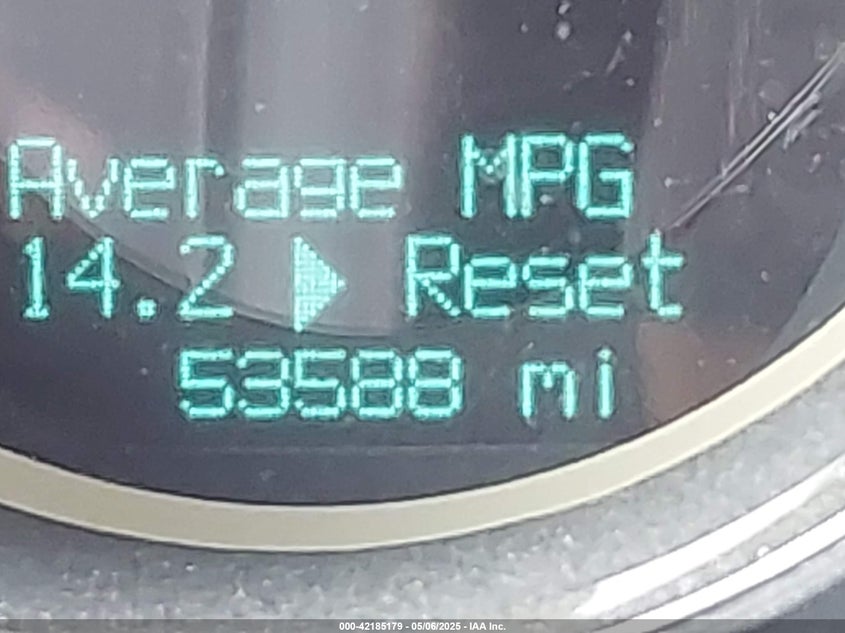 Average MPG
14.2 ▶ Reset
53588 mi
000-42185179 - 05/06/2025 - IAA Inc.